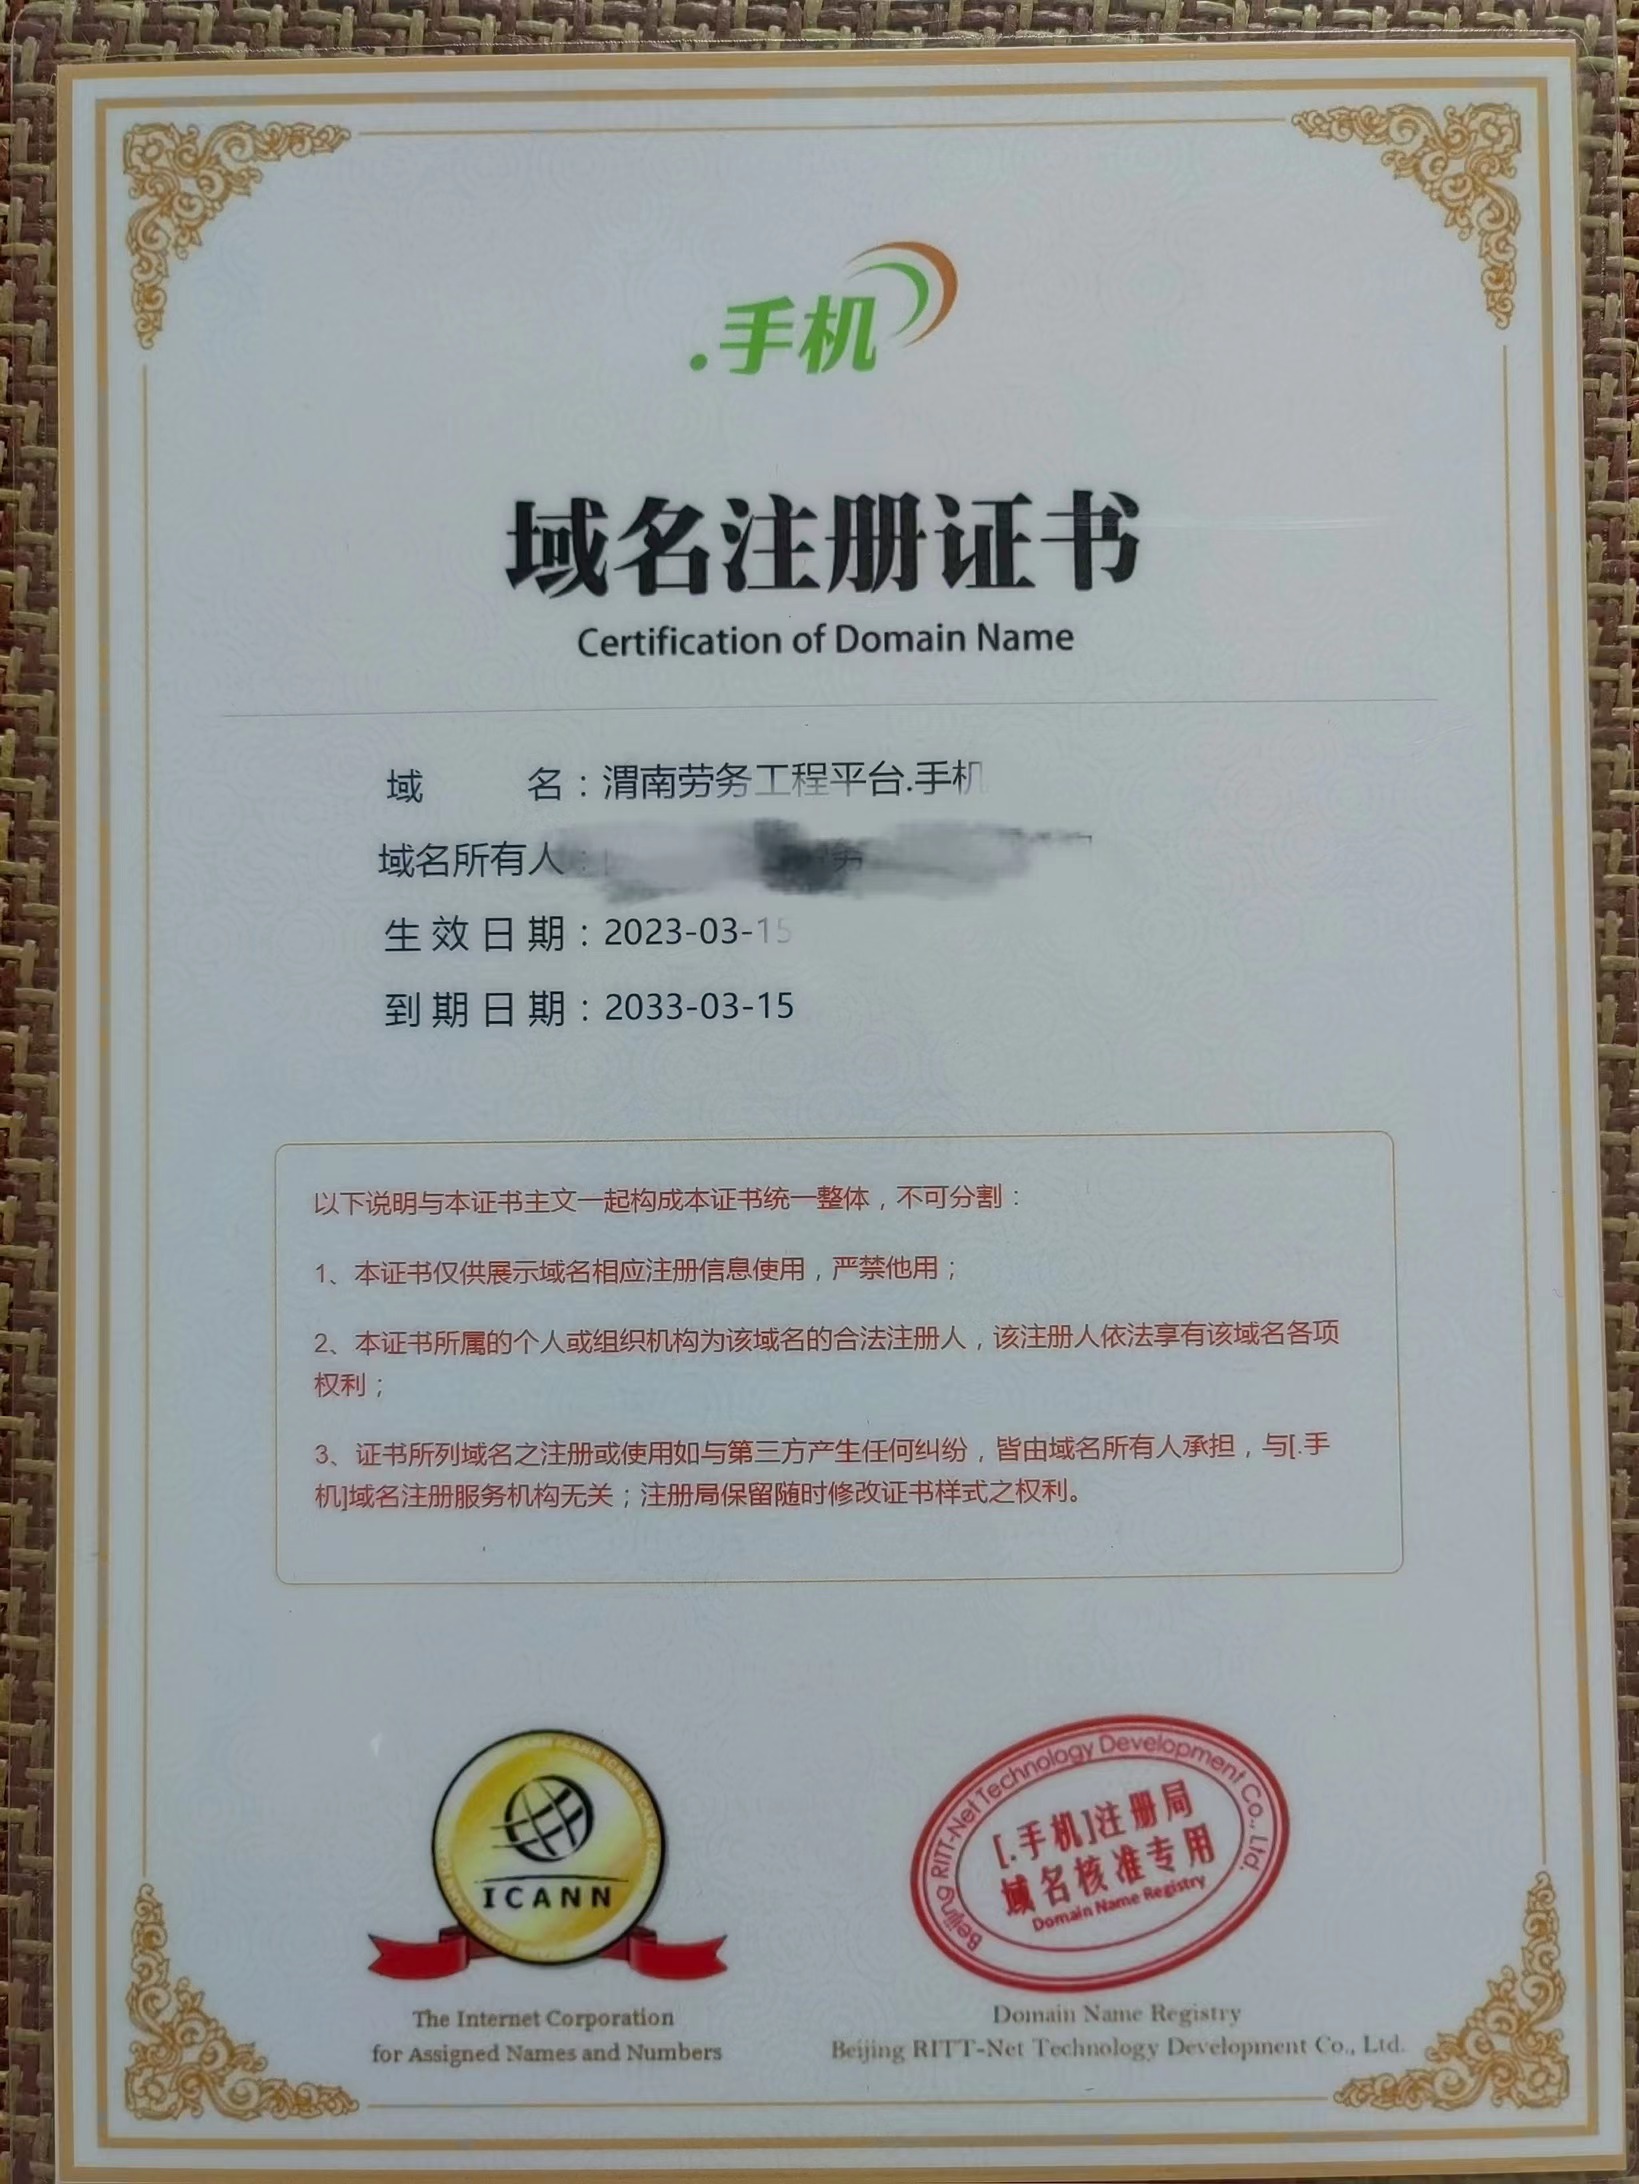 .手机
域名注册证书
Certification of Domain Name
域 名：渭南劳务工程平台.手机
域名所有人：
生效日期：2023-03-15
到期日期：2033-03-15
以下说明与本证书主文一起构成本证书统一整体，不可分割：
1、本证书仅供展示域名相应注册信息使用，严禁他用；
2、本证书所属的个人或组织机构为该域名的合法注册人，该注册人依法享有该域名各项
权利；
3、证书所列域名之注册或使用如与第三方产生任何纠纷，皆由域名所有人承担，与[.手
机]域名注册服务机构无关；注册局保留随时修改证书样式之权利。
ICANN
The Internet Corporation
for Assigned Names and Numbers
Beijing RITT-Net Technology Development Co., Ltd.
[.手机]注册局
域名核准专用
Domain Name Registry
Domain Name Registry
Beijing RITT-Net Technology Development Co., Ltd.